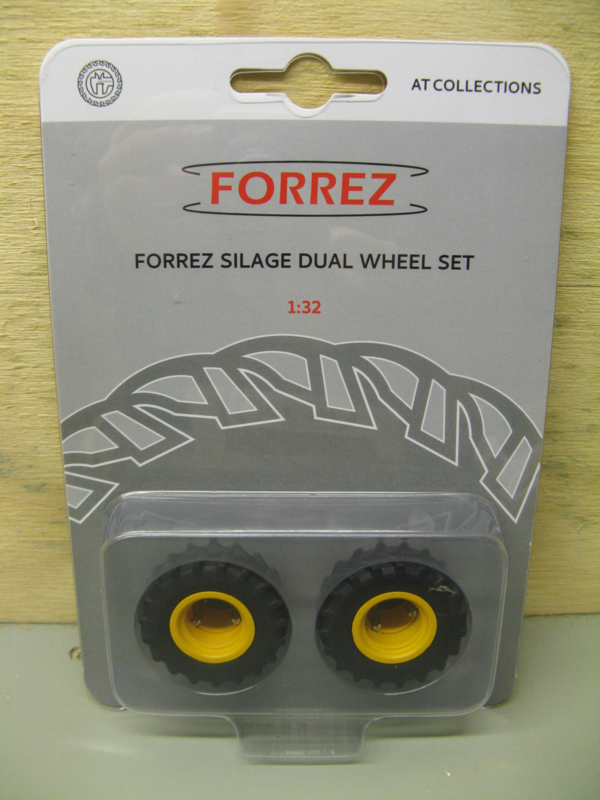 AT COLLECTIONS
FORREZ
FORREZ SILAGE DUAL WHEEL SET
1:32